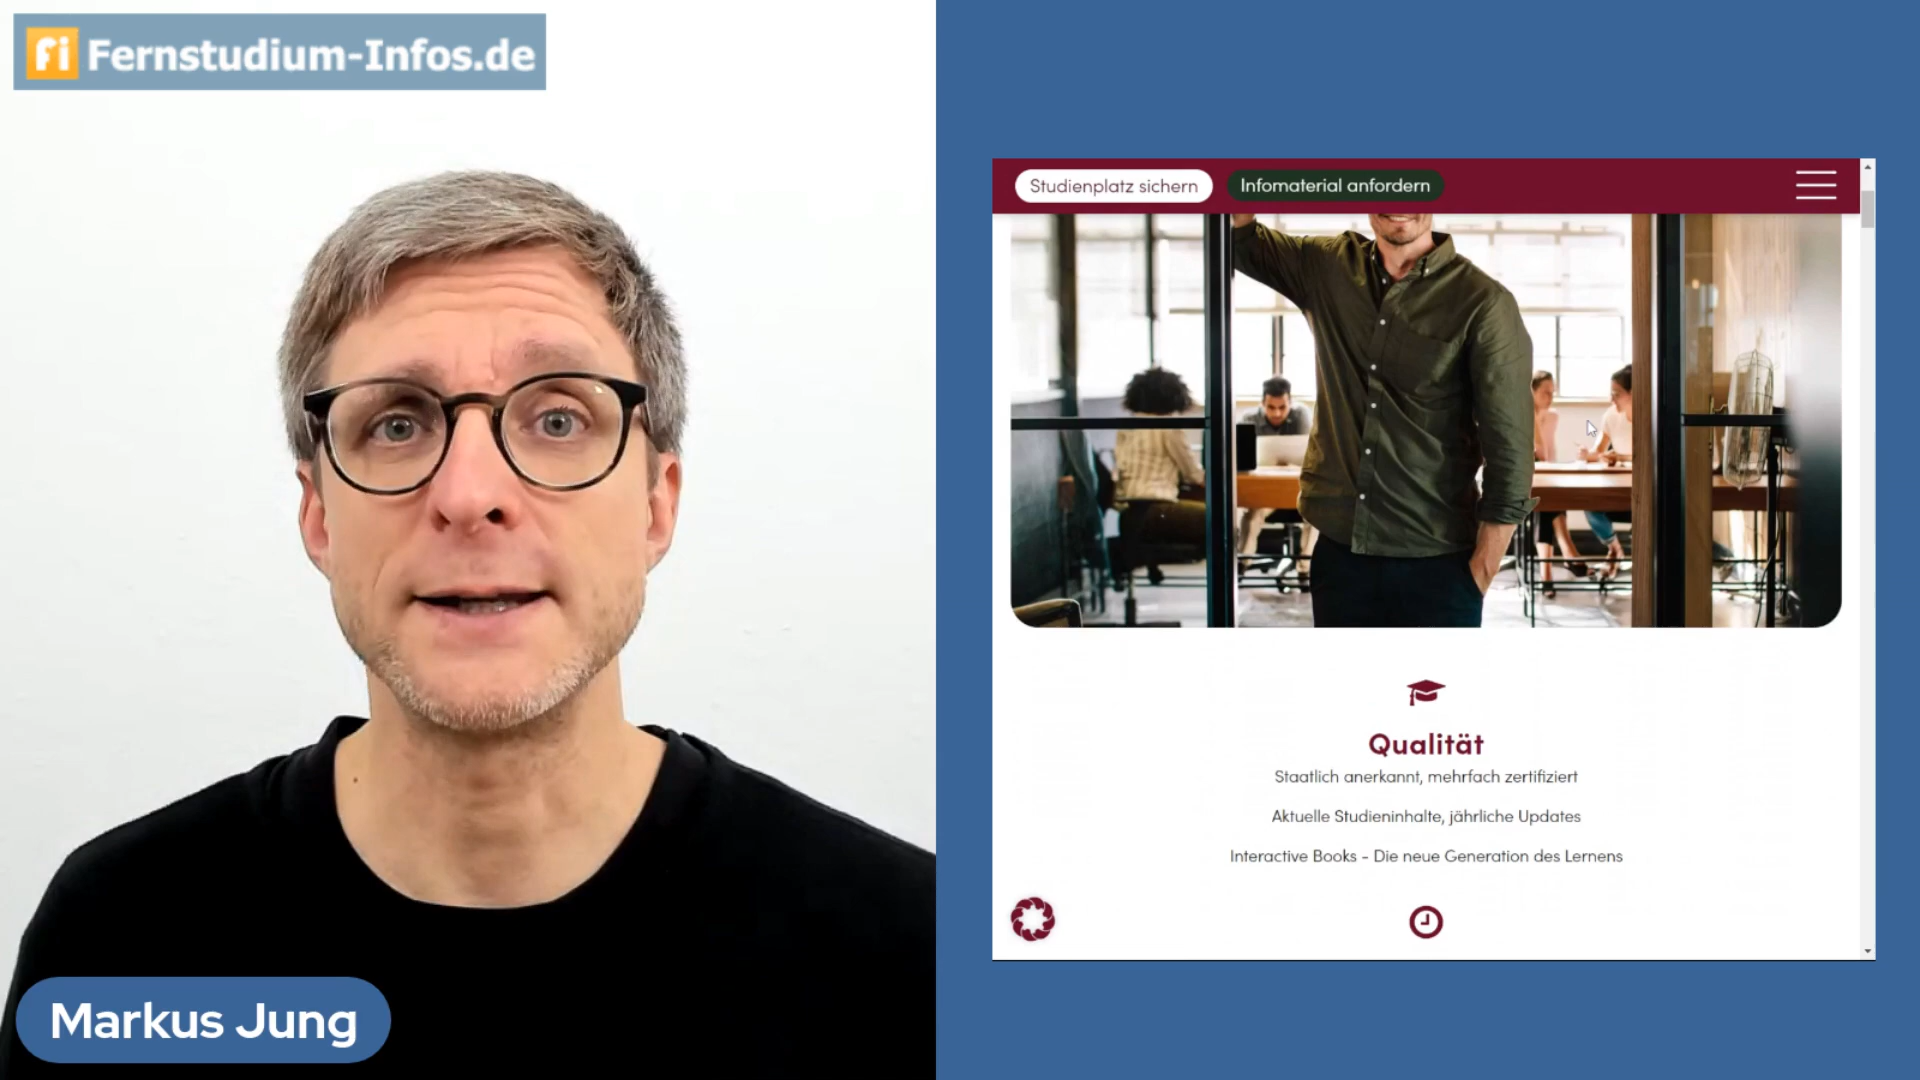 fi Fernstudium-Infos.de
Studienplatz sichern
Infomaterial anfordern
Qualität
Staatlich anerkannt, mehrfach zertifiziert
Aktuelle Studieninhalte, jährliche Updates
Interactive Books - Die neue Generation des Lernens
Markus Jung